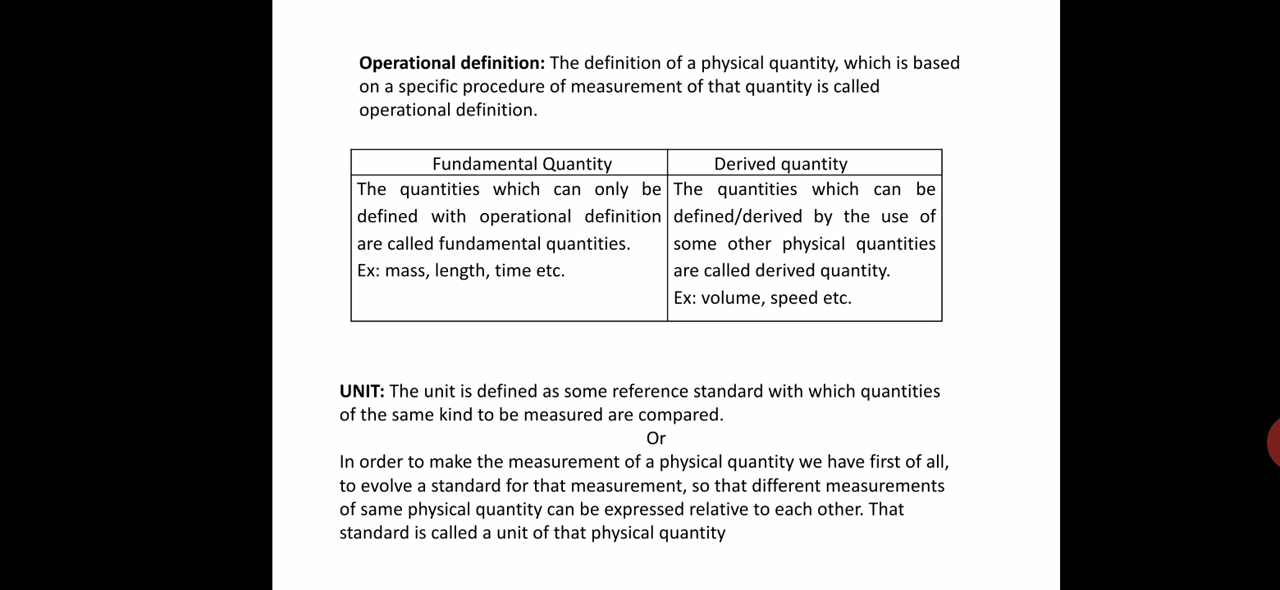 Operational definition: The definition of a physical quantity, which is based
on a specific procedure of measurement of that quantity is called
operational definition.
Fundamental Quantity
The quantities which can only be
defined with operational definition
are called fundamental quantities.
Ex: mass, length, time etc.
Derived quantity
The quantities which can be
defined/derived by the use of
some other physical quantities
are called derived quantity.
Ex: volume, speed etc.
UNIT: The unit is defined as some reference standard with which quantities
of the same kind to be measured are compared.
Or
In order to make the measurement of a physical quantity we have first of all,
to evolve a standard for that measurement, so that different measurements
of same physical quantity can be expressed relative to each other. That
standard is called a unit of that physical quantity